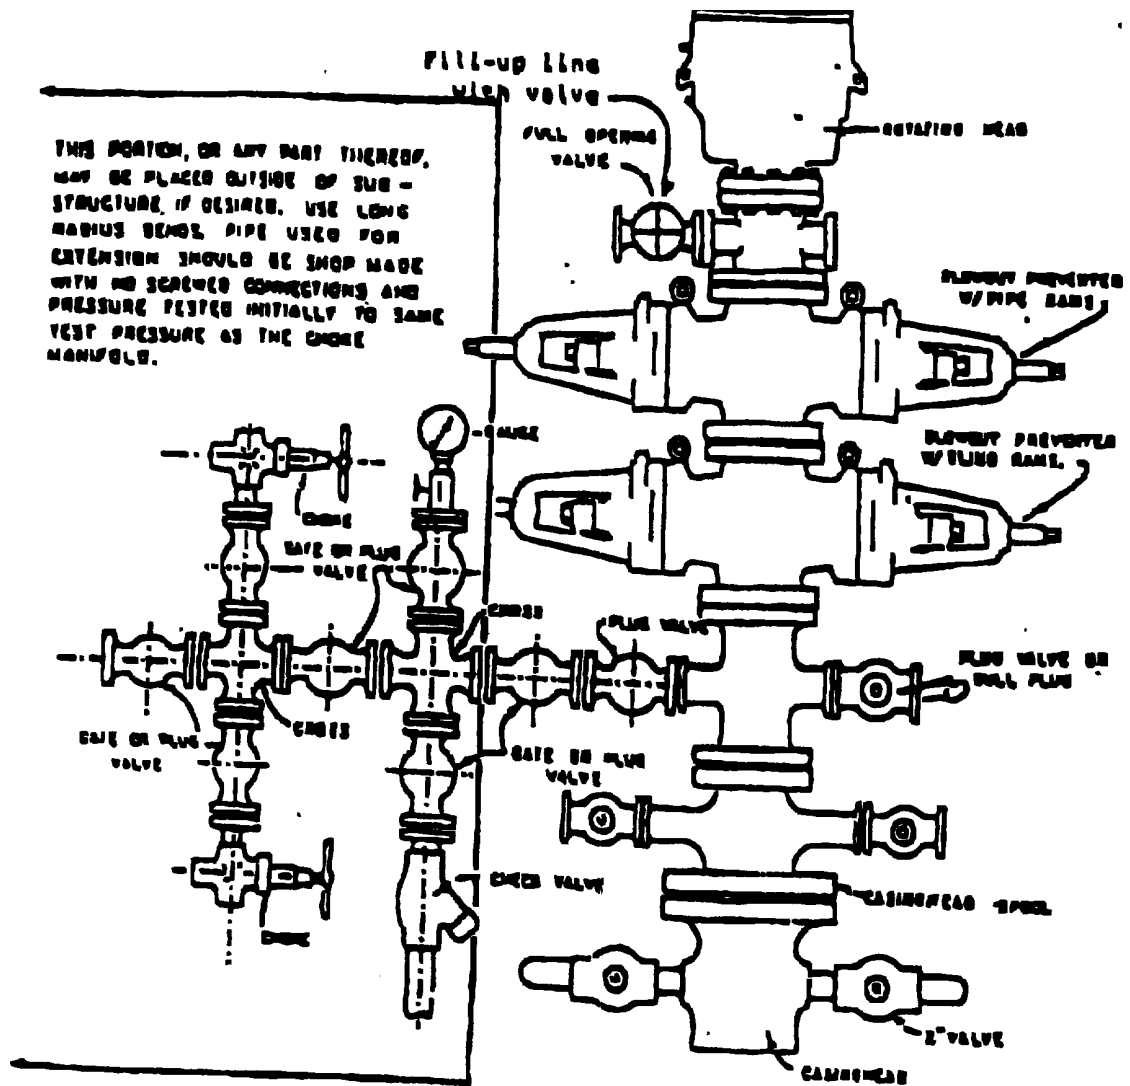 Fill-up line
with valve
FULL OPENING
VALVE
ROTATING HEAD
THIS PORTION, OR ANY PART THEREOF,
MAY BE PLACED OUTSIDE OF SUB-
STRUCTURE, IF DESIRED. USE LONG
RADIUS BENDS. PIPE USED FOR
EXTENSION SHOULD BE SHOP MADE
WITH NO SCREWED CONNECTIONS AND
PRESSURE TESTED INITIALLY TO SAME
TEST PRESSURE AS THE CHOKE
MANIFOLD.
BLOWOUT PREVENTER
W/ PIPE RAMS
GAUGE
BLOWOUT PREVENTER
W/ BLIND RAMS.
CHOKE
GATE OR PLUG
VALVE
CROSS
PLUG VALVE
PLUG VALVE OR
BULL PLUG
CROSS
GATE OR PLUG
VALVE
GATE OR PLUG
VALVE
CHECK VALVE
CASINGHEAD SPOOL
CHOKE
2" VALVE
CASINGHEAD